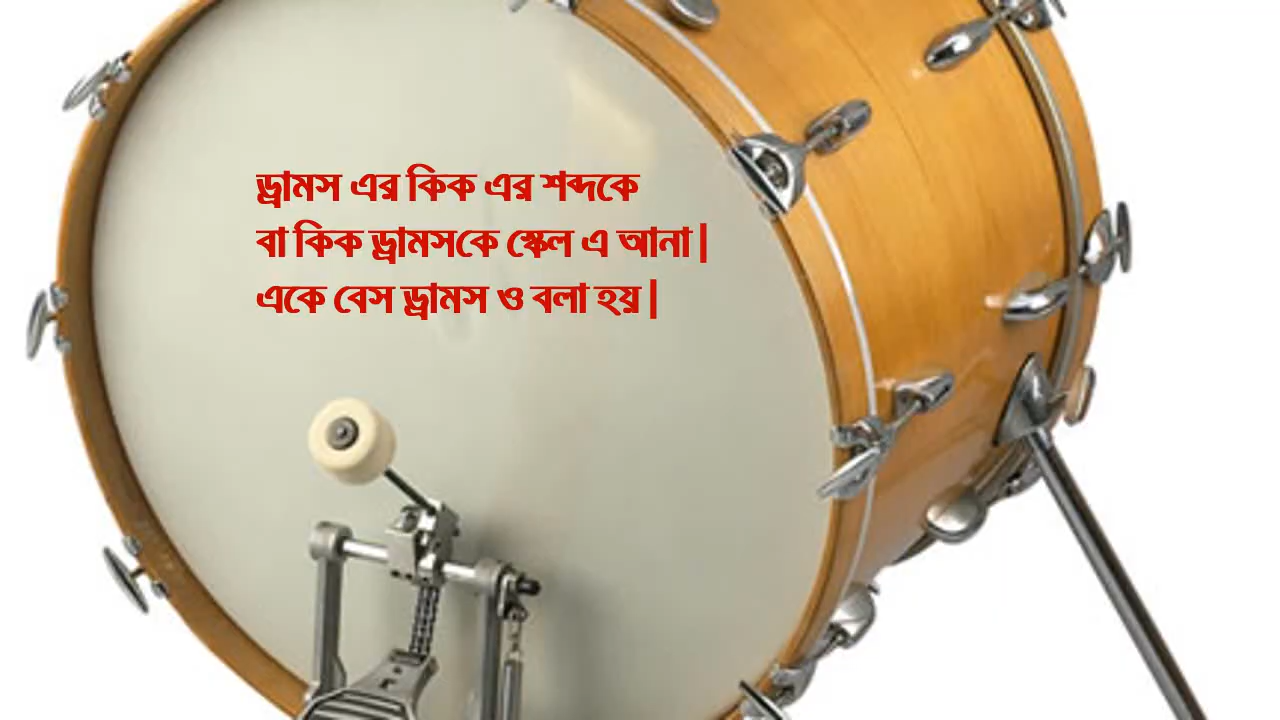 ড্রামস এর কিক এর শব্দকে
বা কিক ড্রামসকে স্কেল এ আনা|
একে বেস ড্রামস ও বলা হয়|